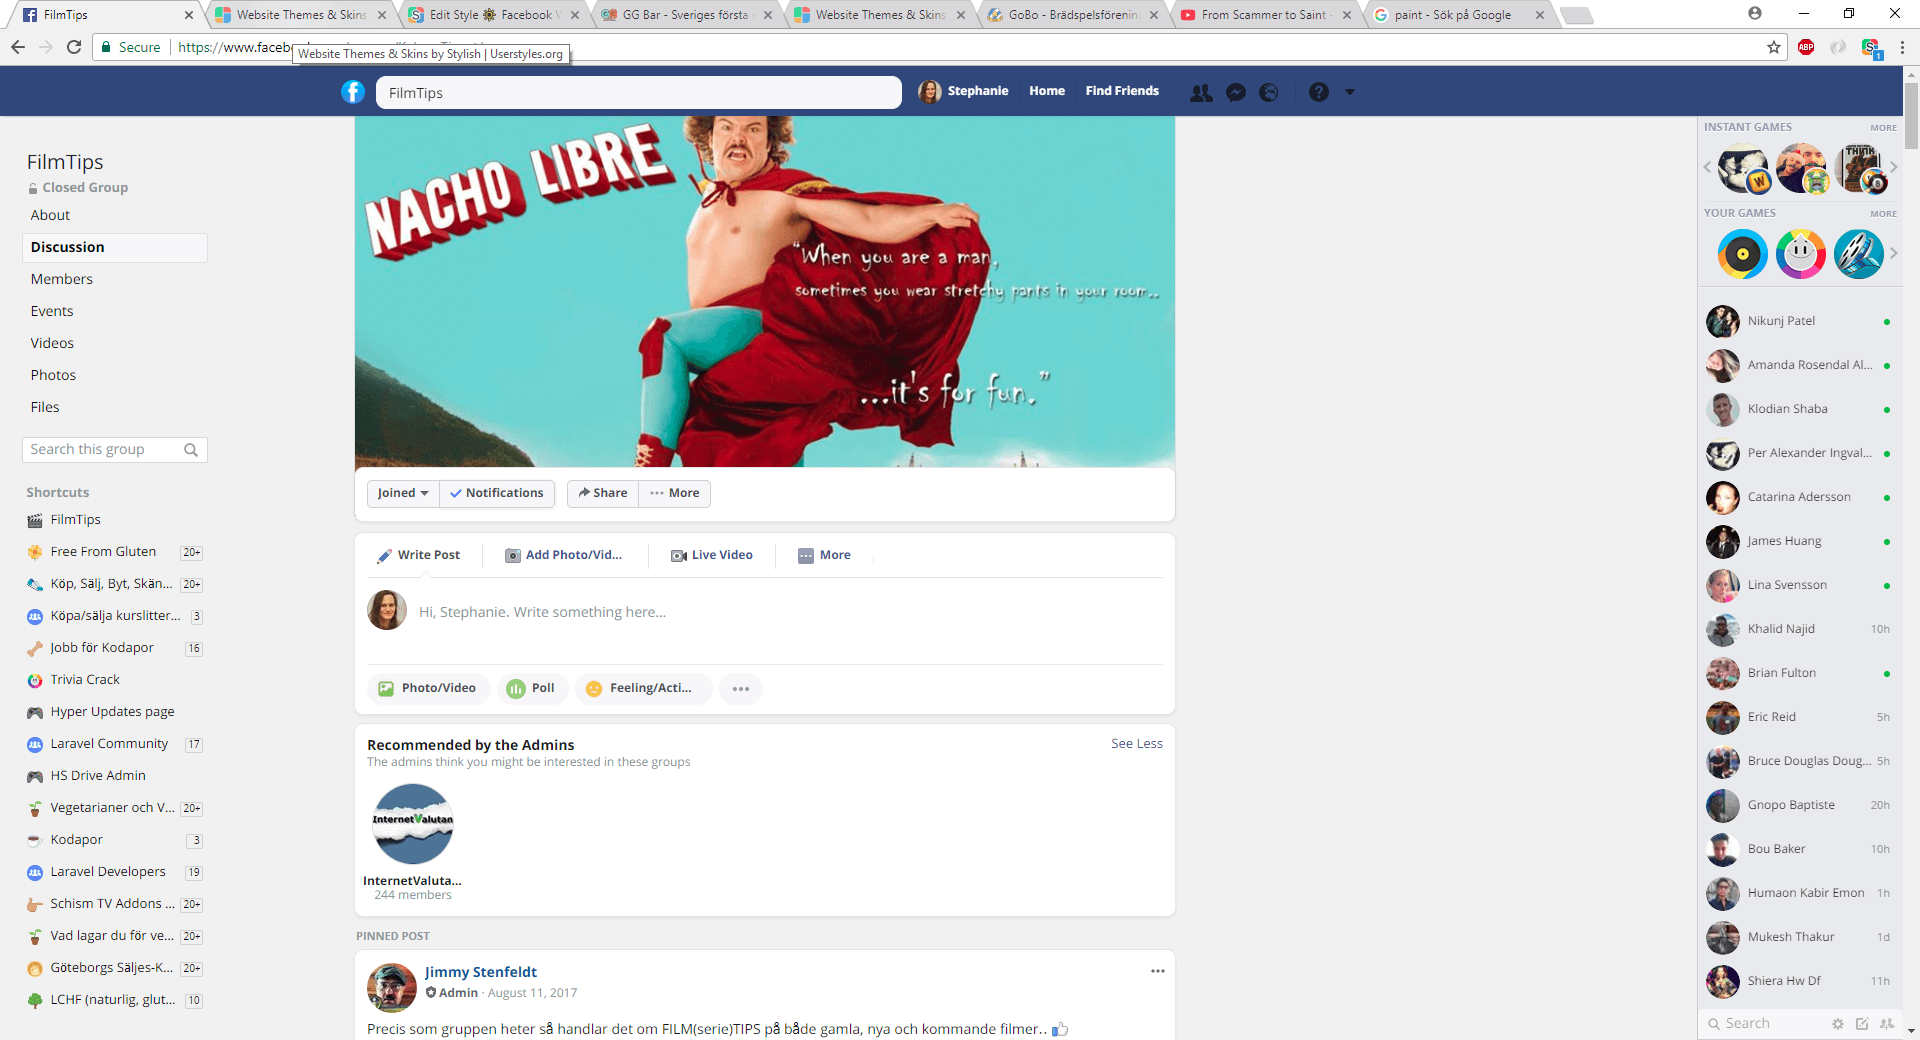 FilmTips
Website Themes & Skins
Edit Style
Facebook
GG Bar - Sveriges första
Website Themes & Skins
GoBo - Brädspelsförenin
From Scammer to Saint -
paint - Sök på Google
Secure
https://www.faceb
ABP
1
Website Themes & Skins by Stylish | Userstyles.org
FilmTips
Stephanie
Home
Find Friends
FilmTips
Closed Group
About
Discussion
Members
Events
Videos
Photos
Files
Search this group
Shortcuts
FilmTips
Free From Gluten 20+
Köp, Sälj, Byt, Skän... 20+
Köpa/sälja kurslitter... 3
Jobb för Kodapor 16
Trivia Crack
Hyper Updates page
Laravel Community 17
HS Drive Admin
Vegetarianer och V... 20+
Kodapor 3
Laravel Developers 19
Schism TV Addons ... 20+
Vad lagar du för ve... 20+
Göteborgs Säljes-K... 20+
LCHF (naturlig, glut... 10
NACHO LIBRE
"When you are a man,
sometimes you wear stretchy pants in your room..
...it's for fun."
Joined
Notifications
Share
More
Write Post
Add Photo/Vid...
Live Video
More
Hi, Stephanie. Write something here...
Photo/Video
Poll
Feeling/Acti...
Recommended by the Admins
See Less
The admins think you might be interested in these groups
InternetValutan
InternetValuta...
244 members
PINNED POST
Jimmy Stenfeldt
Admin · August 11, 2017
Precis som gruppen heter så handlar det om FILM(serie)TIPS på både gamla, nya och kommande filmer..
INSTANT GAMES MORE
W
THINK
8
YOUR GAMES MORE
Nikunj Patel
Amanda Rosendal Al...
Klodian Shaba
Per Alexander Ingval...
Catarina Adersson
James Huang
Lina Svensson
Khalid Najid 10h
Brian Fulton
Eric Reid 5h
Bruce Douglas Doug... 5h
Gnopo Baptiste 20h
Bou Baker 10h
Humaon Kabir Emon 1h
Mukesh Thakur 1d
Shiera Hw Df 11h
Search